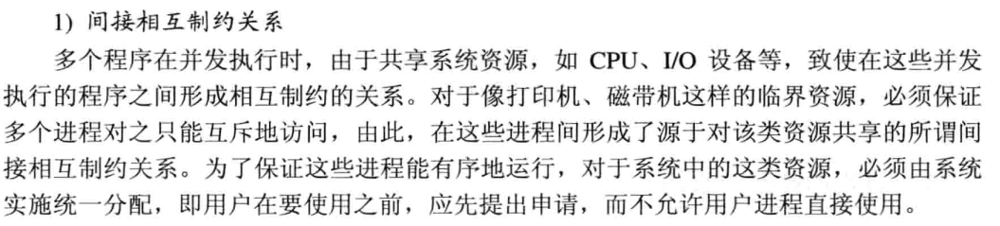 1) 间接相互制约关系
多个程序在并发执行时，由于共享系统资源，如 CPU、I/O 设备等，致使在这些并发
执行的程序之间形成相互制约的关系。对于像打印机、磁带机这样的临界资源，必须保证
多个进程对之只能互斥地访问，由此，在这些进程间形成了源于对该类资源共享的所谓间
接相互制约关系。为了保证这些进程能有序地运行，对于系统中的这类资源，必须由系统
实施统一分配，即用户在要使用之前，应先提出申请，而不允许用户进程直接使用。